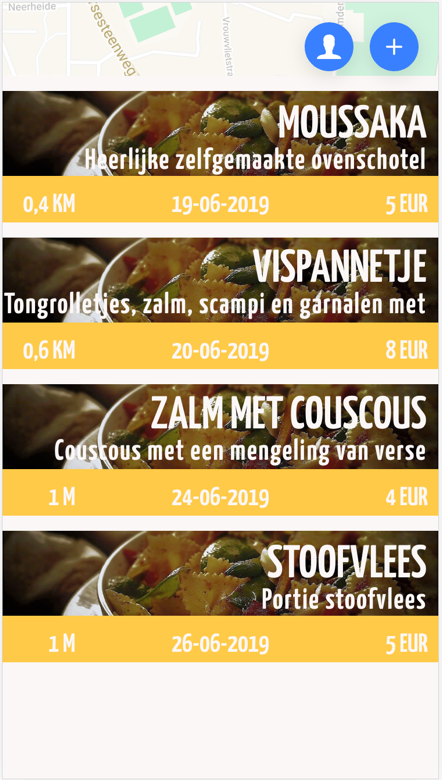 Neerheide
Vrouwvlietstra
MOUSSAKA
Heerlijke zelfgemaakte ovenschotel
0,4 KM 19-06-2019 5 EUR
VISPANNETJE
Tongrolletjes, zalm, scampi en garnalen met
0,6 KM 20-06-2019 8 EUR
ZALM MET COUSCOUS
Couscous met een mengeling van verse
1 M 24-06-2019 4 EUR
STOOFVLEES
Portie stoofvlees
1 M 26-06-2019 5 EUR